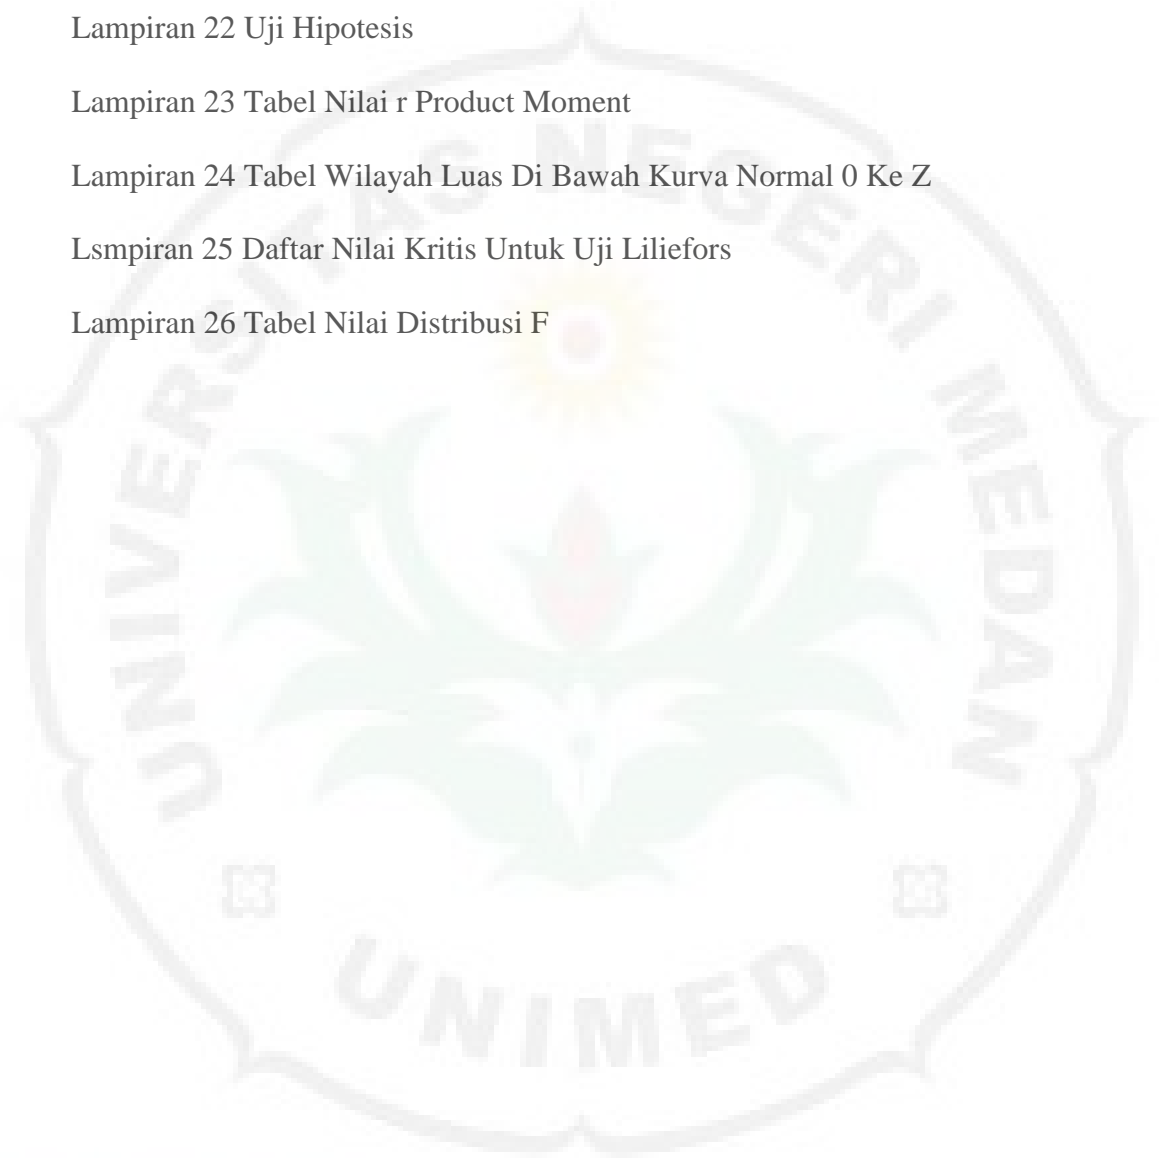 Lampiran 22 Uji Hipotesis
Lampiran 23 Tabel Nilai r Product Moment
Lampiran 24 Tabel Wilayah Luas Di Bawah Kurva Normal 0 Ke Z
Lsmpiran 25 Daftar Nilai Kritis Untuk Uji Liliefors
Lampiran 26 Tabel Nilai Distribusi F
UNIVERSITAS NEGERI MEDAN
UNIMED